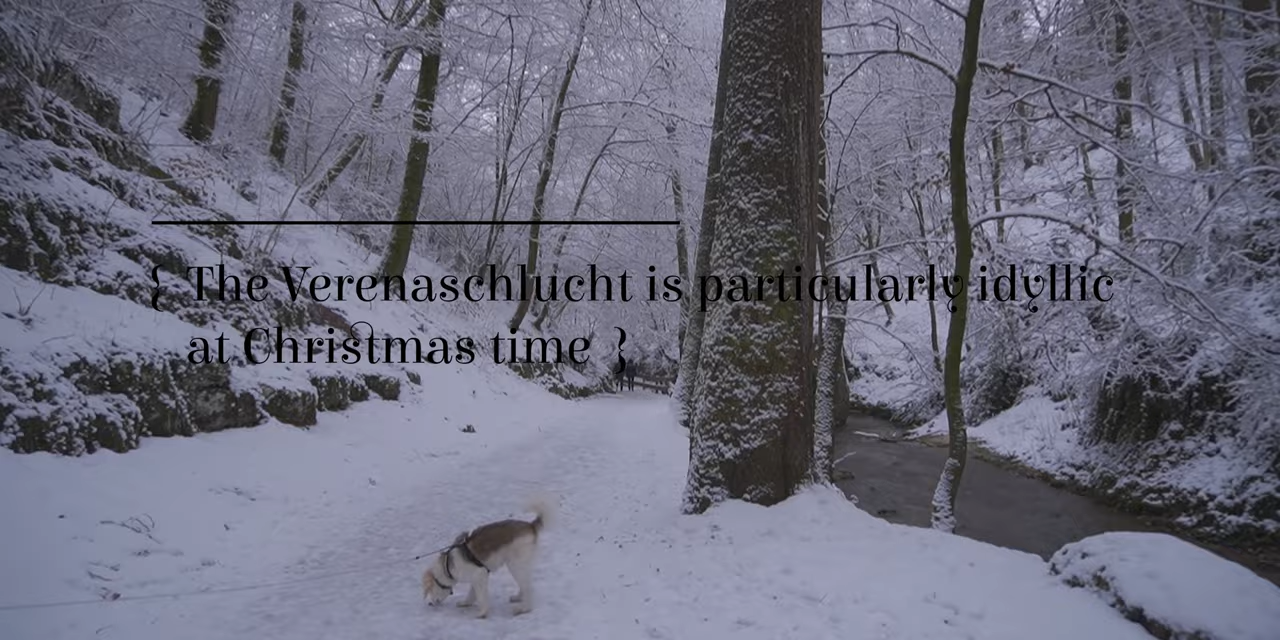 { The Verenaschlucht is particularly idyllic
at Christmas time }